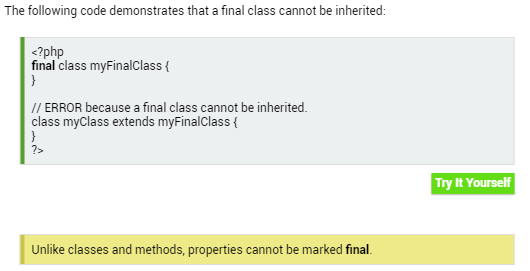 The following code demonstrates that a final class cannot be inherited:
<?php
final class myFinalClass {
}
// ERROR because a final class cannot be inherited.
class myClass extends myFinalClass {
}
?>
Try It Yourself
Unlike classes and methods, properties cannot be marked final.